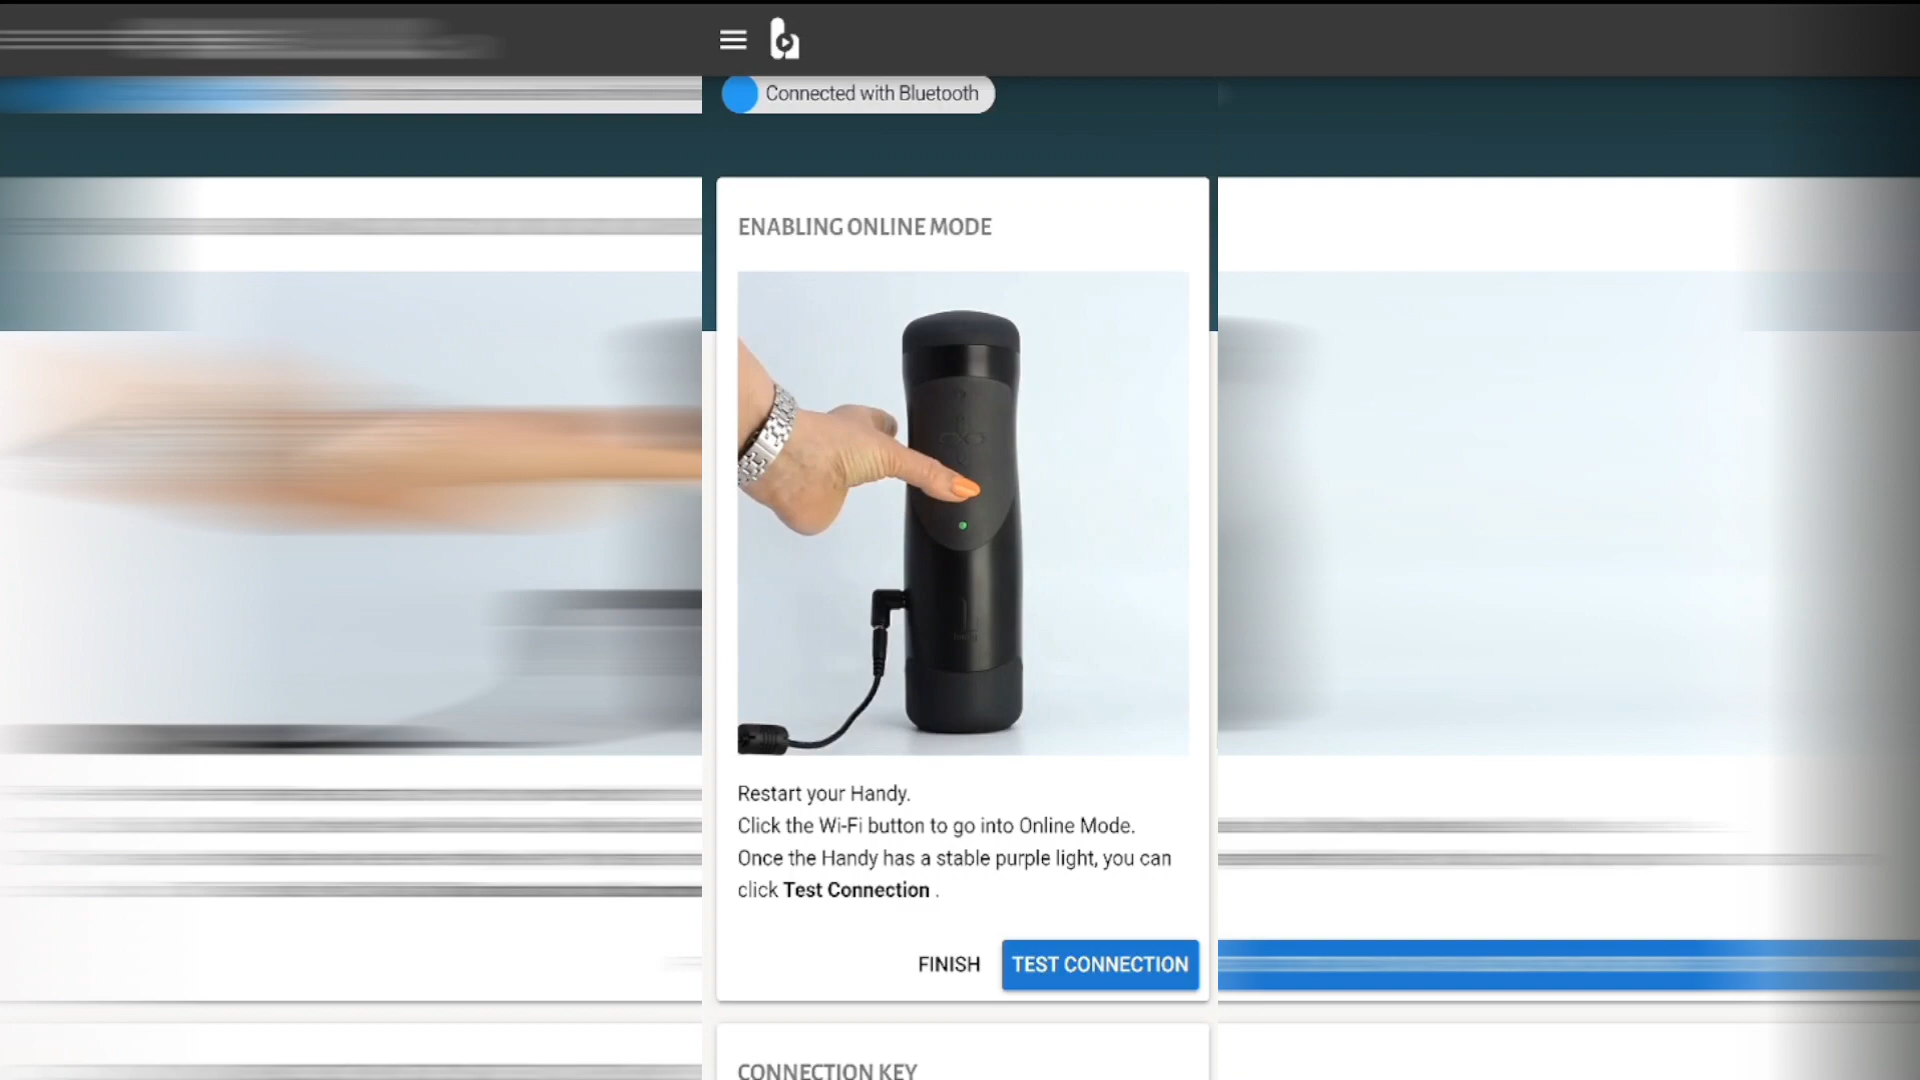 Connected with Bluetooth
ENABLING ONLINE MODE
Restart your Handy.
Click the Wi-Fi button to go into Online Mode.
Once the Handy has a stable purple light, you can
click Test Connection .
FINISH
TEST CONNECTION
CONNECTION KEY